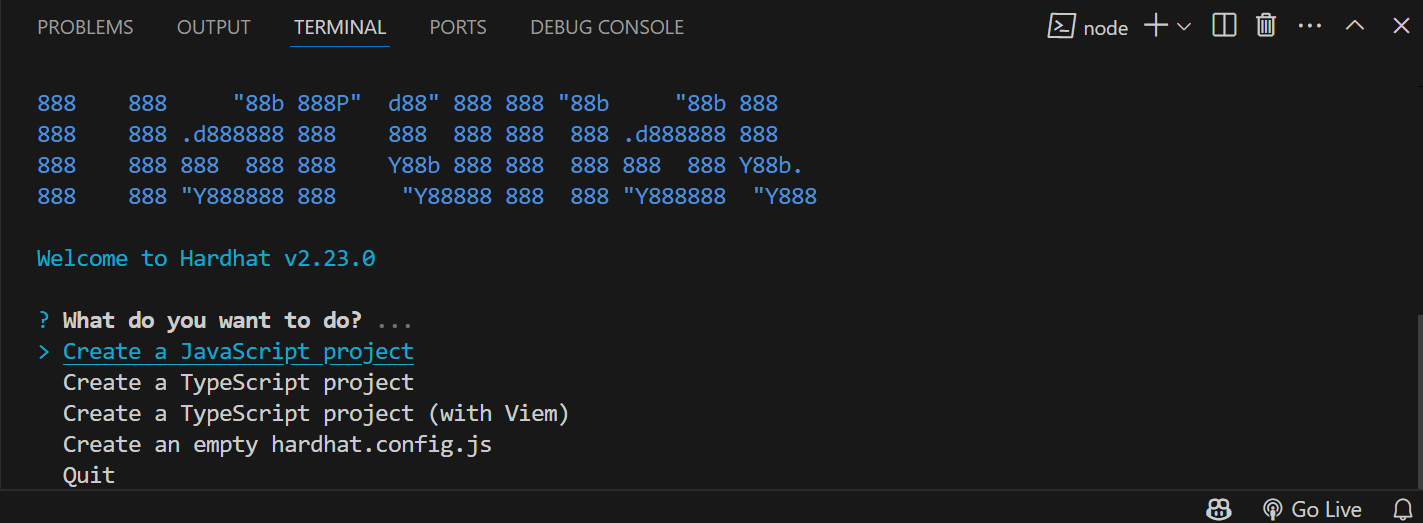 PROBLEMS OUTPUT TERMINAL PORTS DEBUG CONSOLE node
888    888     "88b 888P"  d88" 888 888 "88b     "88b 888
888    888 .d888888 888    888  888 888  888 .d888888 888
888    888 888  888 888    Y88b 888 888  888 888  888 Y88b.
888    888 "Y888888 888     "Y88888 888  888 "Y888888  "Y888
Welcome to Hardhat v2.23.0
? What do you want to do? ...
> Create a JavaScript project
Create a TypeScript project
Create a TypeScript project (with Viem)
Create an empty hardhat.config.js
Quit
Go Live